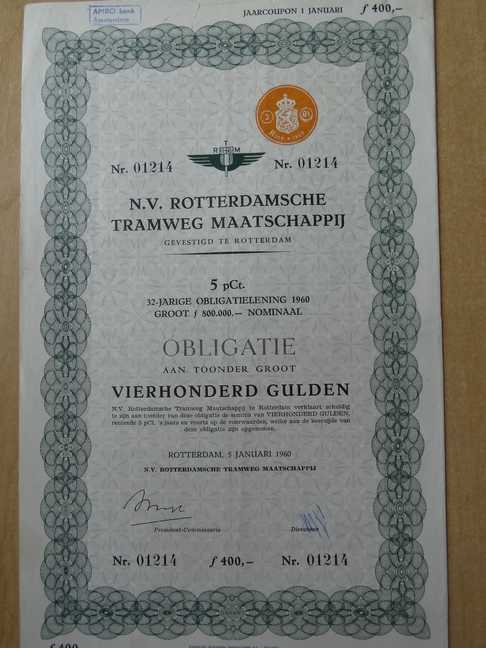 AMRO bank
Amsterdam
JAARCOUPON 1 JANUARI f 400,–
T
R M
Nr. 01214 Nr. 01214
N.V. ROTTERDAMSCHE
TRAMWEG MAATSCHAPPIJ
GEVESTIGD TE ROTTERDAM
5 pCt.
32-JARIGE OBLIGATIELENING 1960
GROOT f 800.000.— NOMINAAL
OBLIGATIE
AAN TOONDER GROOT
VIERHONDERD GULDEN
N.V. Rotterdamsche Tramweg Maatschappij te Rotterdam verklaart schuldig
te zijn aan toonder van deze obligatie de somma van VIERHONDERD GULDEN,
rentende 5 pCt. 's jaars en voorts op de voorwaarden, welke aan de keerzijde van
deze obligatie zijn opgenomen.
ROTTERDAM, 5 JANUARI 1960
N.V. ROTTERDAMSCHE TRAMWEG MAATSCHAPPIJ
President-Commissaris Directeur
Nr. 01214 f 400,– Nr. 01214
f 400